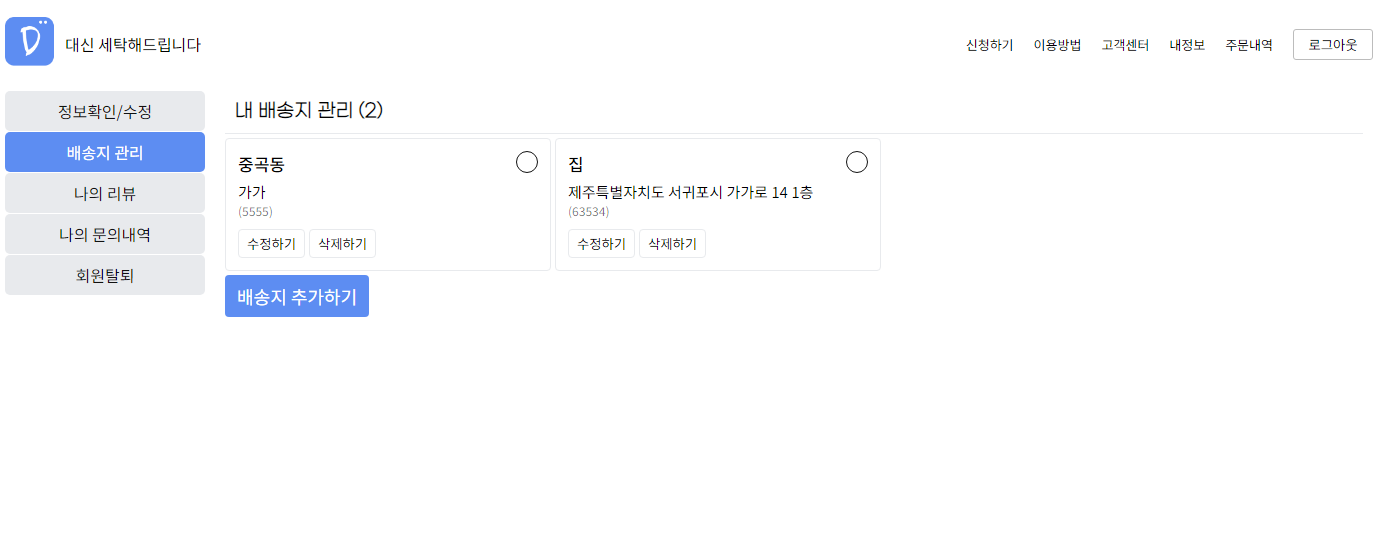 대신 세탁해드립니다
신청하기 이용방법 고객센터 내정보 주문내역 로그아웃
정보확인/수정
배송지 관리
나의 리뷰
나의 문의내역
회원탈퇴
내 배송지 관리 (2)
중곡동
가가
(5555)
수정하기 삭제하기
집
제주특별자치도 서귀포시 가가로 14 1층
(63534)
수정하기 삭제하기
배송지 추가하기